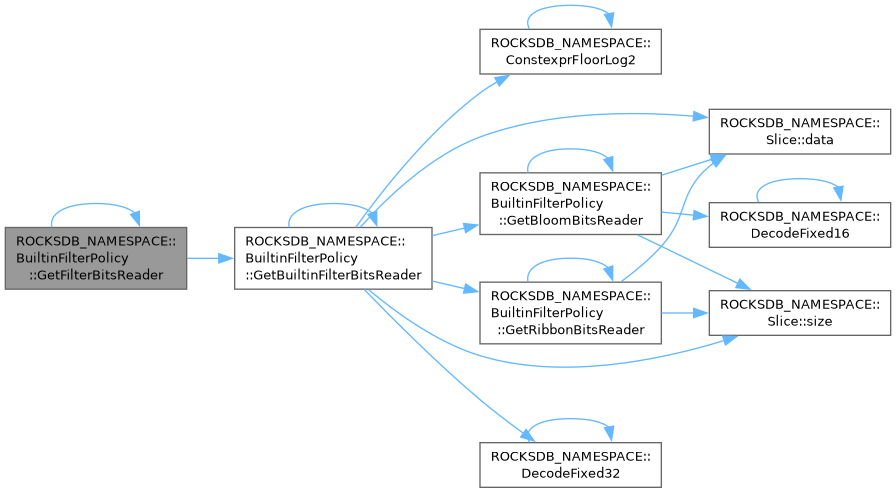 ROCKSDB_NAMESPACE::
BuiltinFilterPolicy
::GetFilterBitsReader
ROCKSDB_NAMESPACE::
BuiltinFilterPolicy
::GetBuiltinFilterBitsReader
ROCKSDB_NAMESPACE::
ConstexprFloorLog2
ROCKSDB_NAMESPACE::
Slice::data
ROCKSDB_NAMESPACE::
BuiltinFilterPolicy
::GetBloomBitsReader
ROCKSDB_NAMESPACE::
DecodeFixed16
ROCKSDB_NAMESPACE::
BuiltinFilterPolicy
::GetRibbonBitsReader
ROCKSDB_NAMESPACE::
Slice::size
ROCKSDB_NAMESPACE::
DecodeFixed32